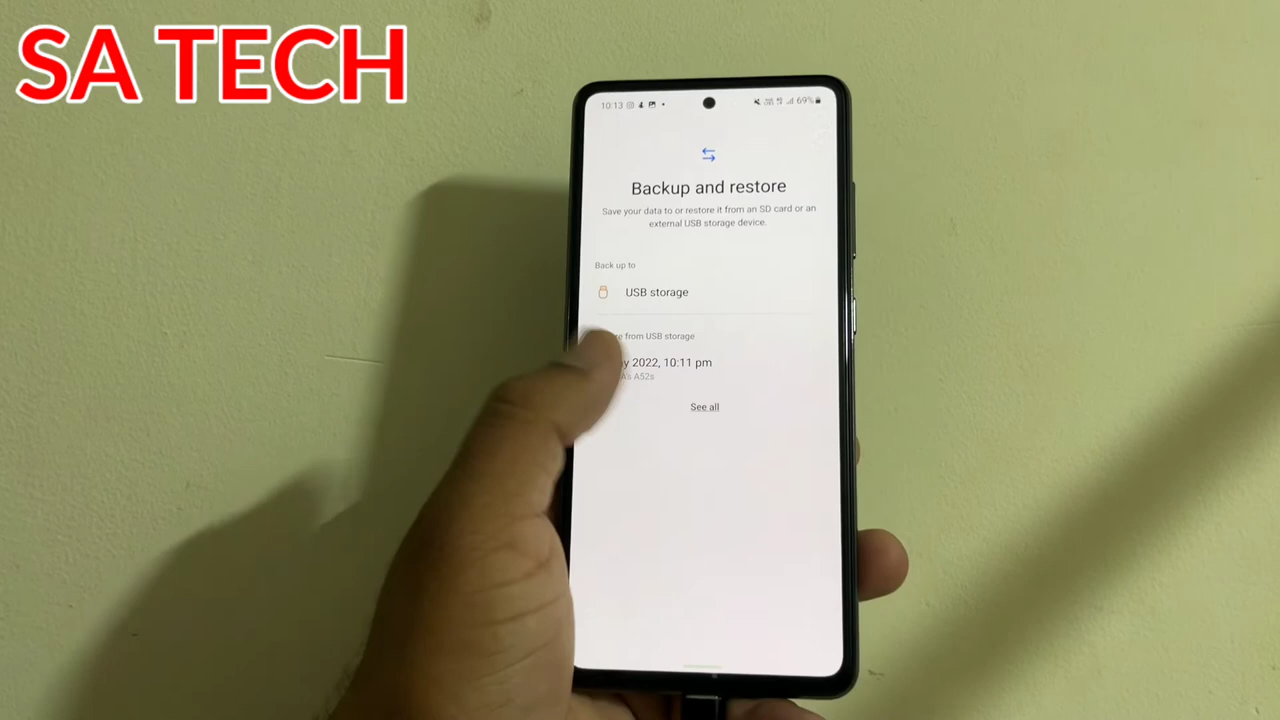 SA TECH
10:13 69%
Backup and restore
Save your data to or restore it from an SD card or an
external USB storage device.
Back up to
USB storage
from USB storage
2022, 10:11 pm
A52s
See all